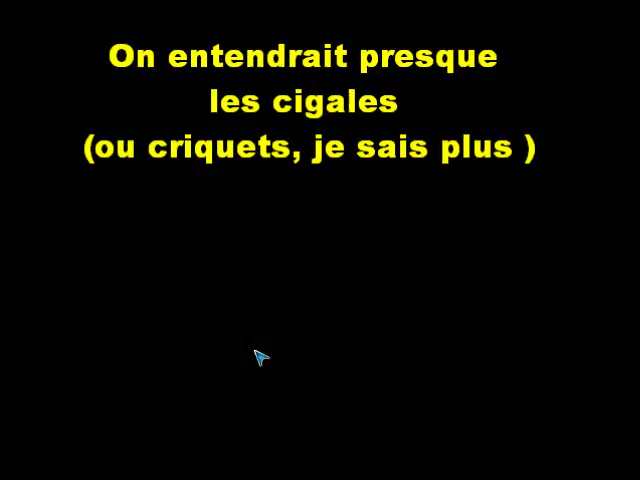 On entendrait presque
les cigales
(ou criquets, je sais plus )